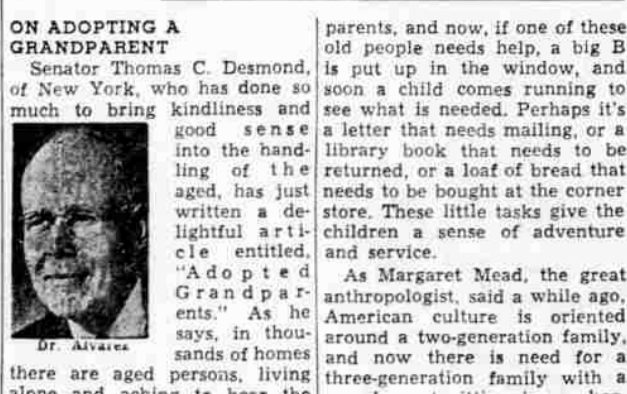 ON ADOPTING A
GRANDPARENT
Senator Thomas C. Desmond,
of New York, who has done so
much to bring kindliness and
good sense
into the hand-
ling of the
aged, has just
written a de-
lightful arti-
cle entitled,
"Adopted
Grandpar-
ents." As he
says, in thou-
sands of homes
Dr. Alvarez
there are aged persons, living
alone and aching to hear the
parents, and now, if one of these
old people needs help, a big B
is put up in the window, and
soon a child comes running to
see what is needed. Perhaps it's
a letter that needs mailing, or a
library book that needs to be
returned, or a loaf of bread that
needs to be bought at the corner
store. These little tasks give the
children a sense of adventure
and service.
As Margaret Mead, the great
anthropologist, said a while ago,
American culture is oriented
around a two-generation family,
and now there is need for a
three-generation family with a